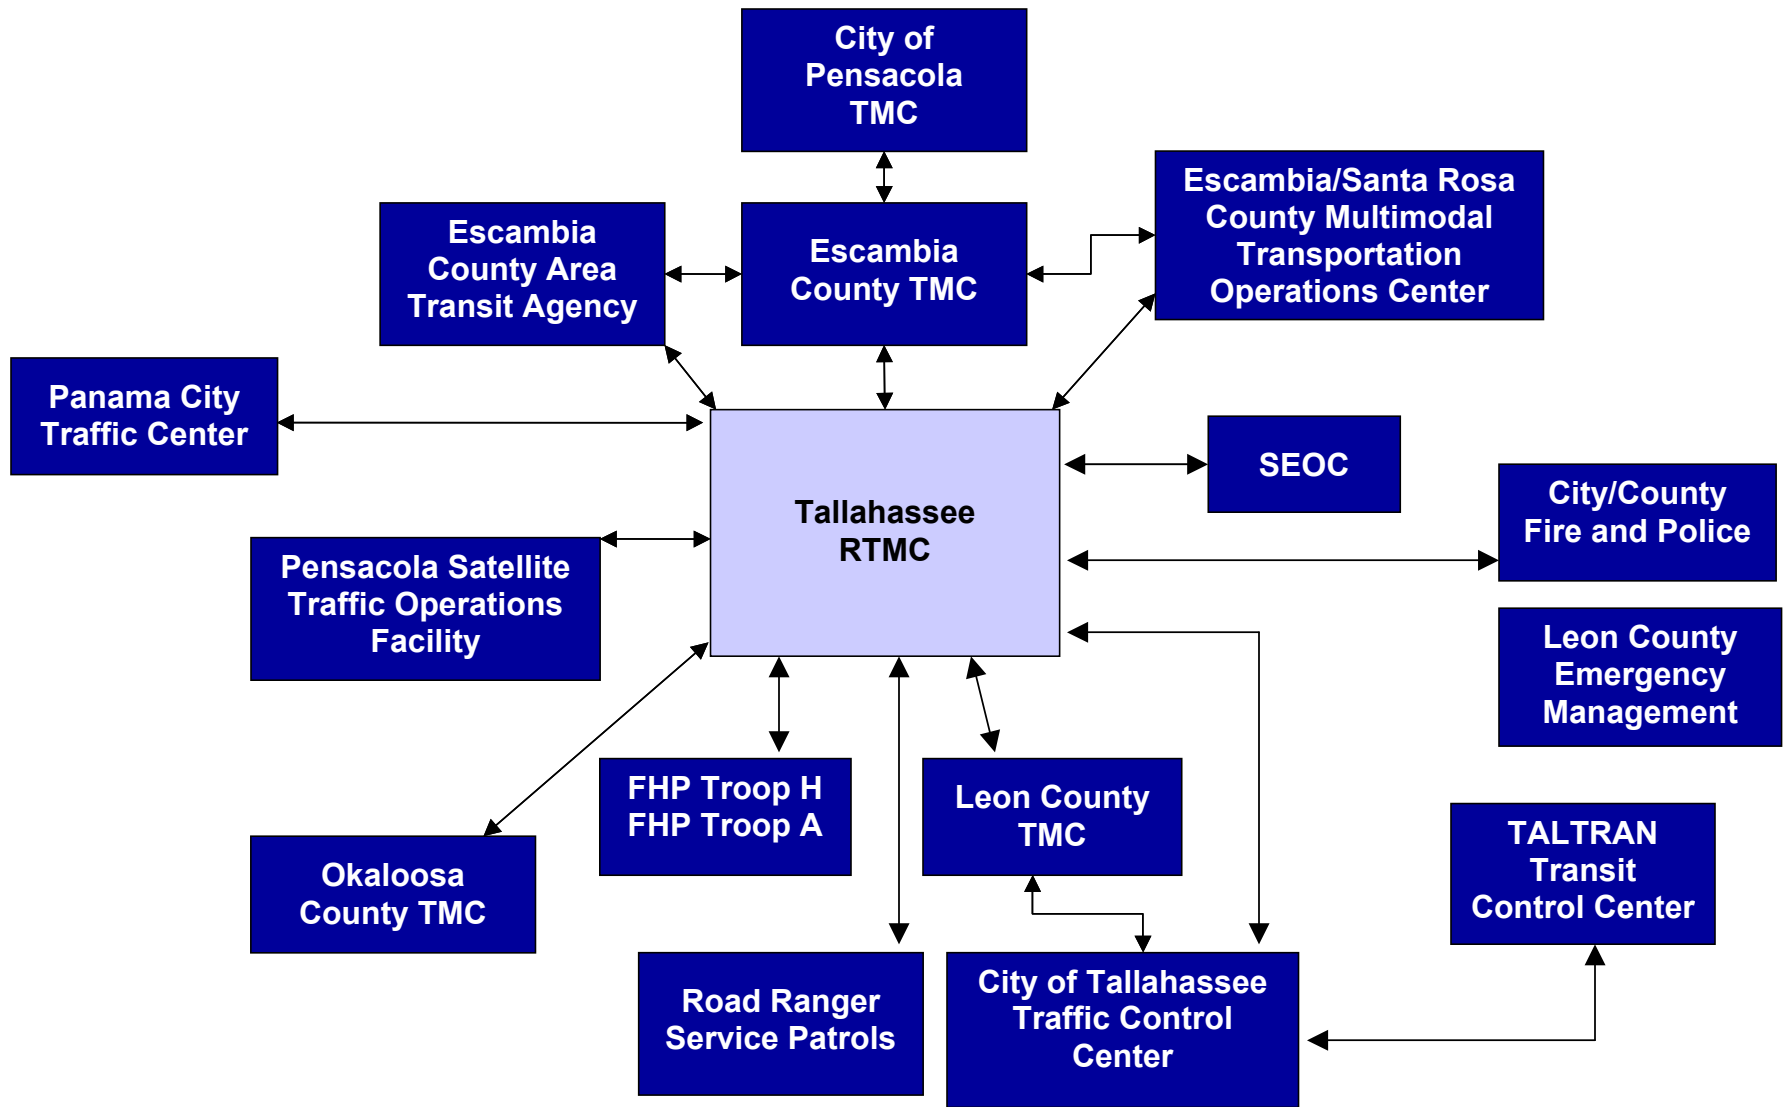 City of
Pensacola
TMC
Escambia/Santa Rosa
County Multimodal
Transportation
Operations Center
Escambia
County Area
Transit Agency
Escambia
County TMC
Panama City
Traffic Center
SEOC
City/County
Fire and Police
Tallahassee
RTMC
Pensacola Satellite
Traffic Operations
Facility
Leon County
Emergency
Management
FHP Troop H
FHP Troop A
Leon County
TMC
TALTRAN
Transit
Control Center
Okaloosa
County TMC
Road Ranger
Service Patrols
City of Tallahassee
Traffic Control
Center